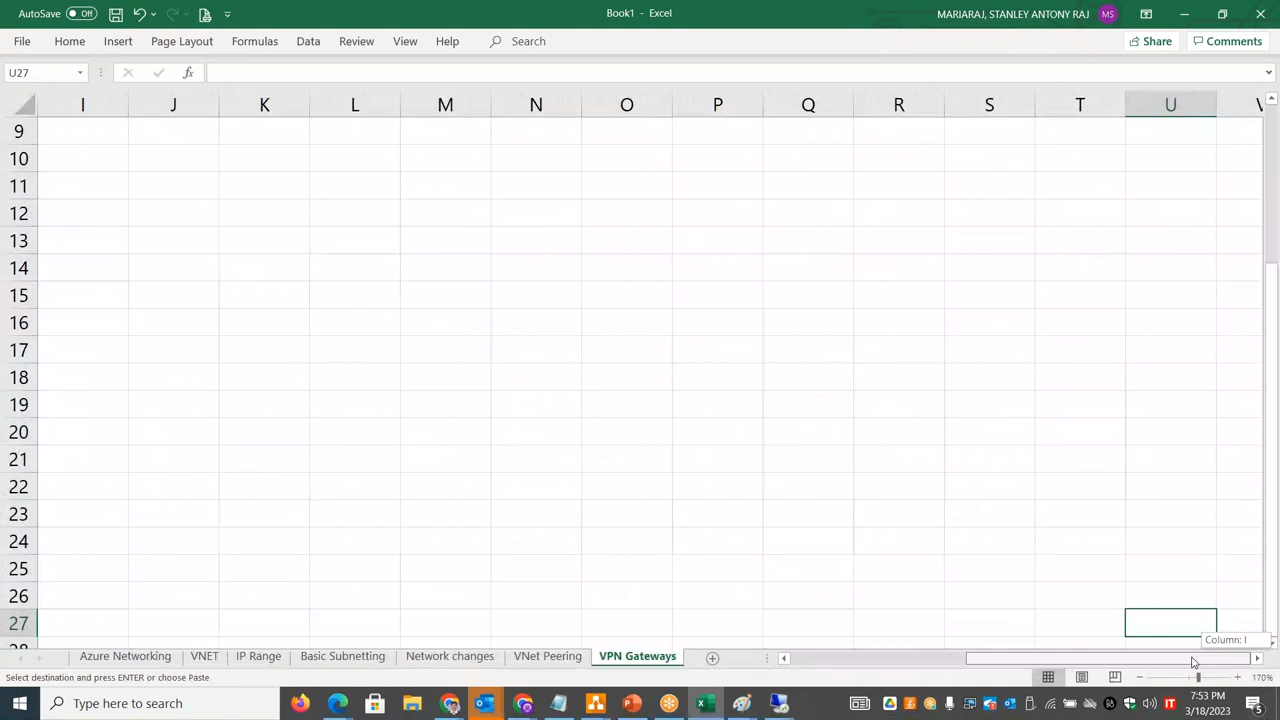 AutoSave Off Book1 - Excel MARIARAJ, STANLEY ANTONY RAJ MS
File Home Insert Page Layout Formulas Data Review View Help Search Share Comments
U27 fx
I J K L M N O P Q R S T U V
9
10
11
12
13
14
15
16
17
18
19
20
21
22
23
24
25
26
27
28
Column: I
Azure Networking VNET IP Range Basic Subnetting Network changes VNet Peering VPN Gateways
Select destination and press ENTER or choose Paste 170%
Type here to search 7:53 PM
3/18/2023 5